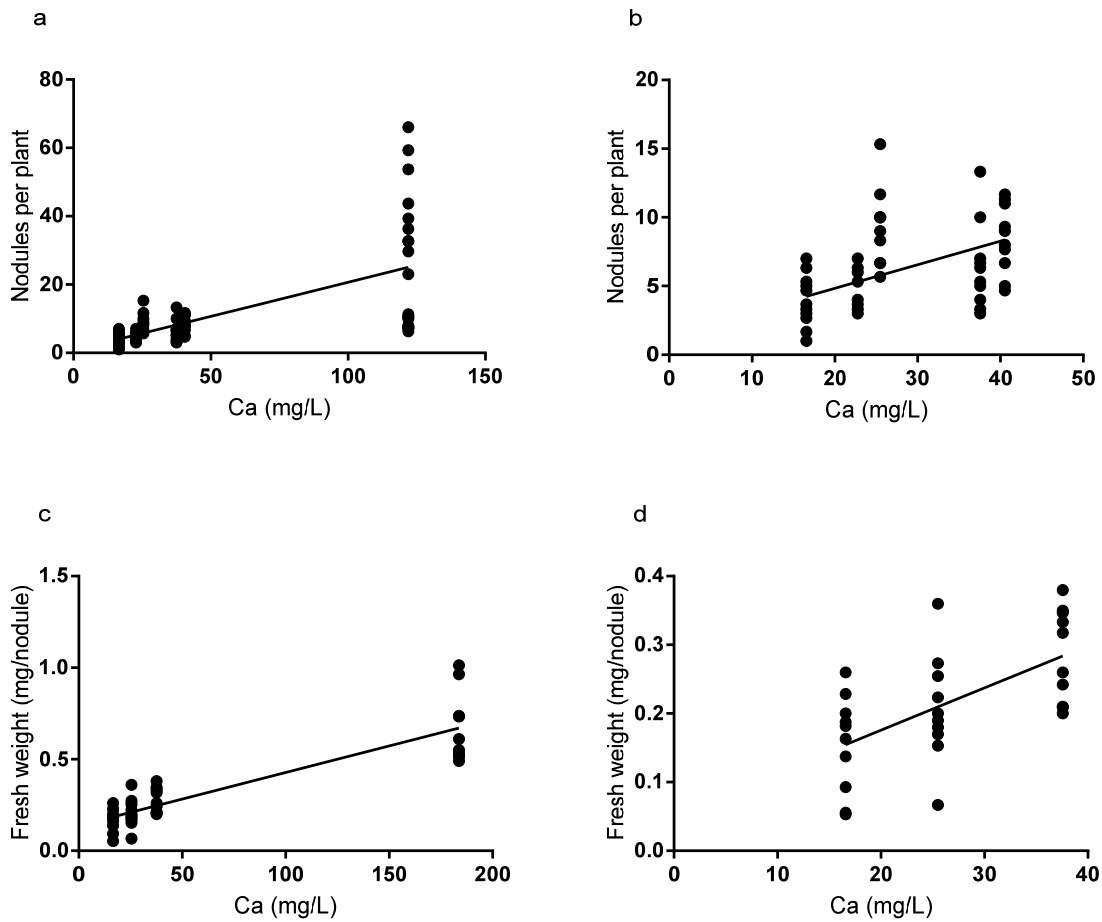 a
80
60
40
20
0
Nodules per plant
0 50 100 150
Ca (mg/L)
b
20
15
10
5
0
Nodules per plant
0 10 20 30 40 50
Ca (mg/L)
c
1.5
1.0
0.5
0.0
Fresh weight (mg/nodule)
0 50 100 150 200
Ca (mg/L)
d
0.4
0.3
0.2
0.1
0.0
Fresh weight (mg/nodule)
0 10 20 30 40
Ca (mg/L)